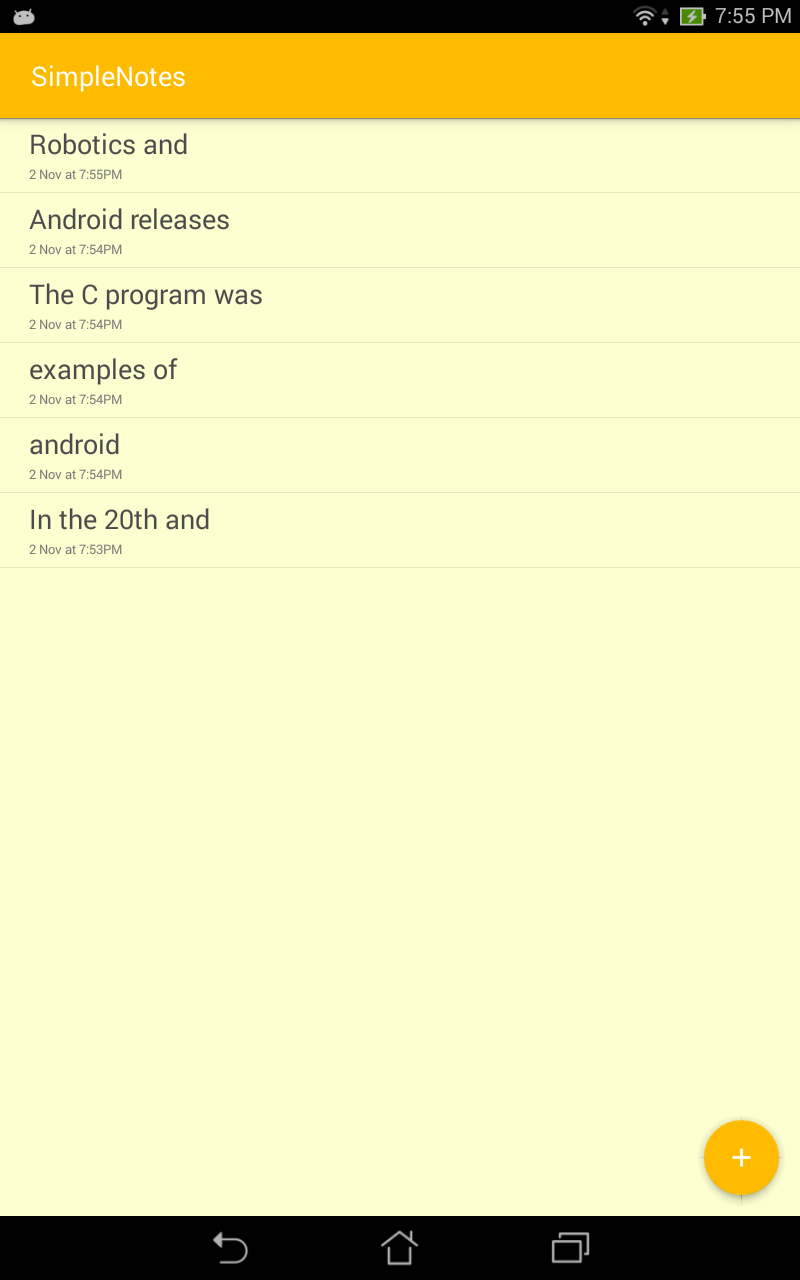 7:55 PM
SimpleNotes
Robotics and
2 Nov at 7:55PM
Android releases
2 Nov at 7:54PM
The C program was
2 Nov at 7:54PM
examples of
2 Nov at 7:54PM
android
2 Nov at 7:54PM
In the 20th and
2 Nov at 7:53PM
+